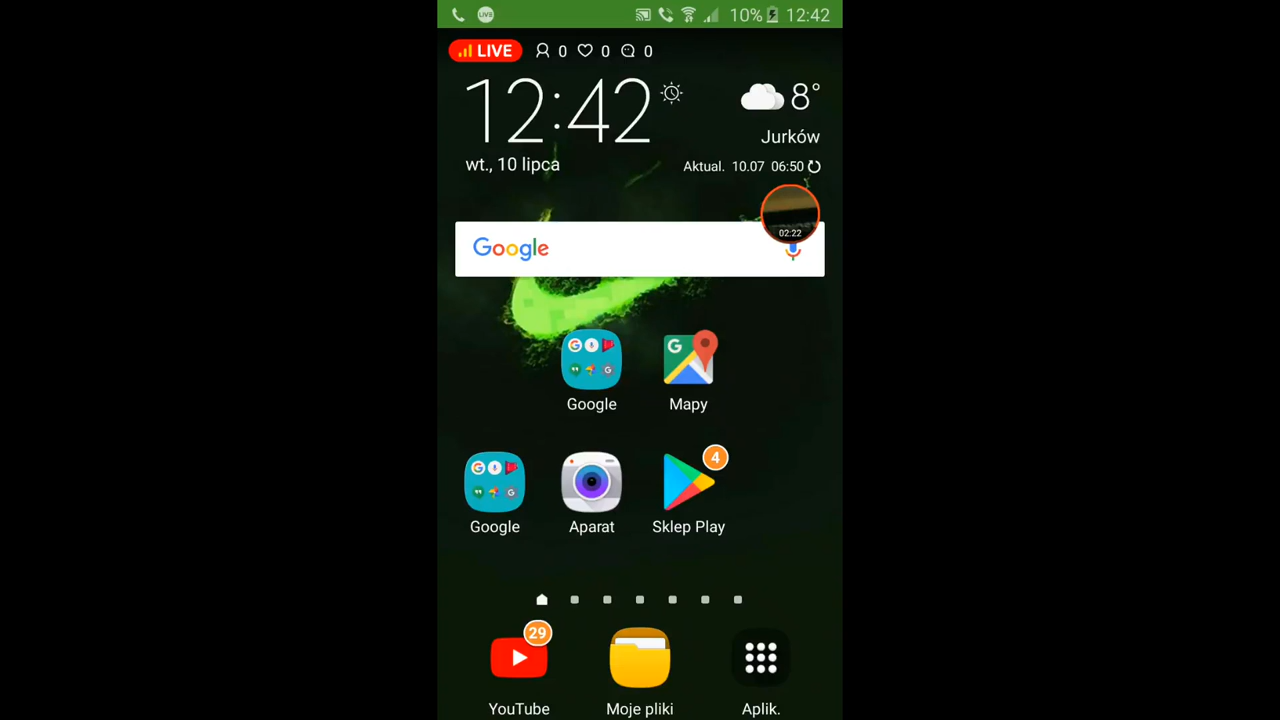 LIVE 10% 12:42
LIVE 0 0 0
12:42
8°
Jurków
wt., 10 lipca
Aktual. 10.07 06:50
02:22
Google
G
Google Mapy
4
Google Aparat Sklep Play
29
YouTube Moje pliki Aplik.